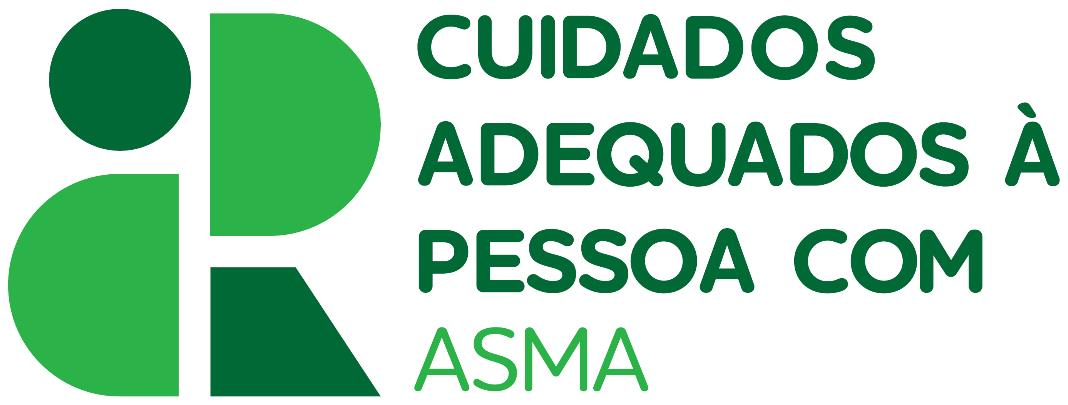 CUIDADOS
ADEQUADOS À
PESSOA COM
ASMA